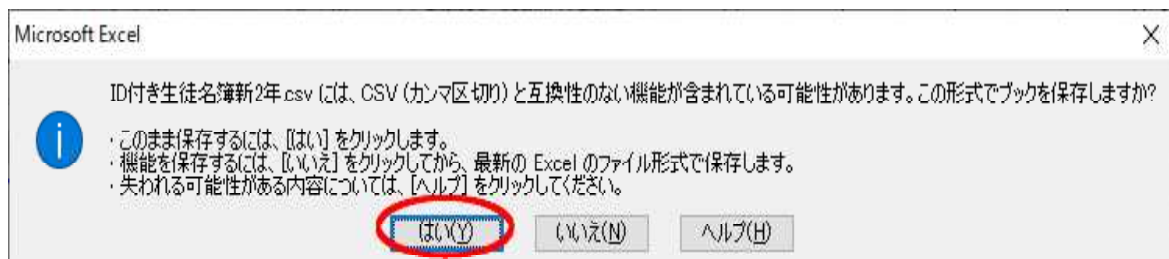 Microsoft Excel
ID付き生徒名簿新2年.csv には、CSV (カンマ区切り) と互換性のない機能が含まれている可能性があります。この形式でブックを保存しますか?
・このまま保存するには、[はい] をクリックします。
・機能を保存するには、[いいえ] をクリックしてから、最新の Excel のファイル形式で保存します。
・失われる可能性がある内容については、[ヘルプ] をクリックしてください。
はい(Y) いいえ(N) ヘルプ(H)